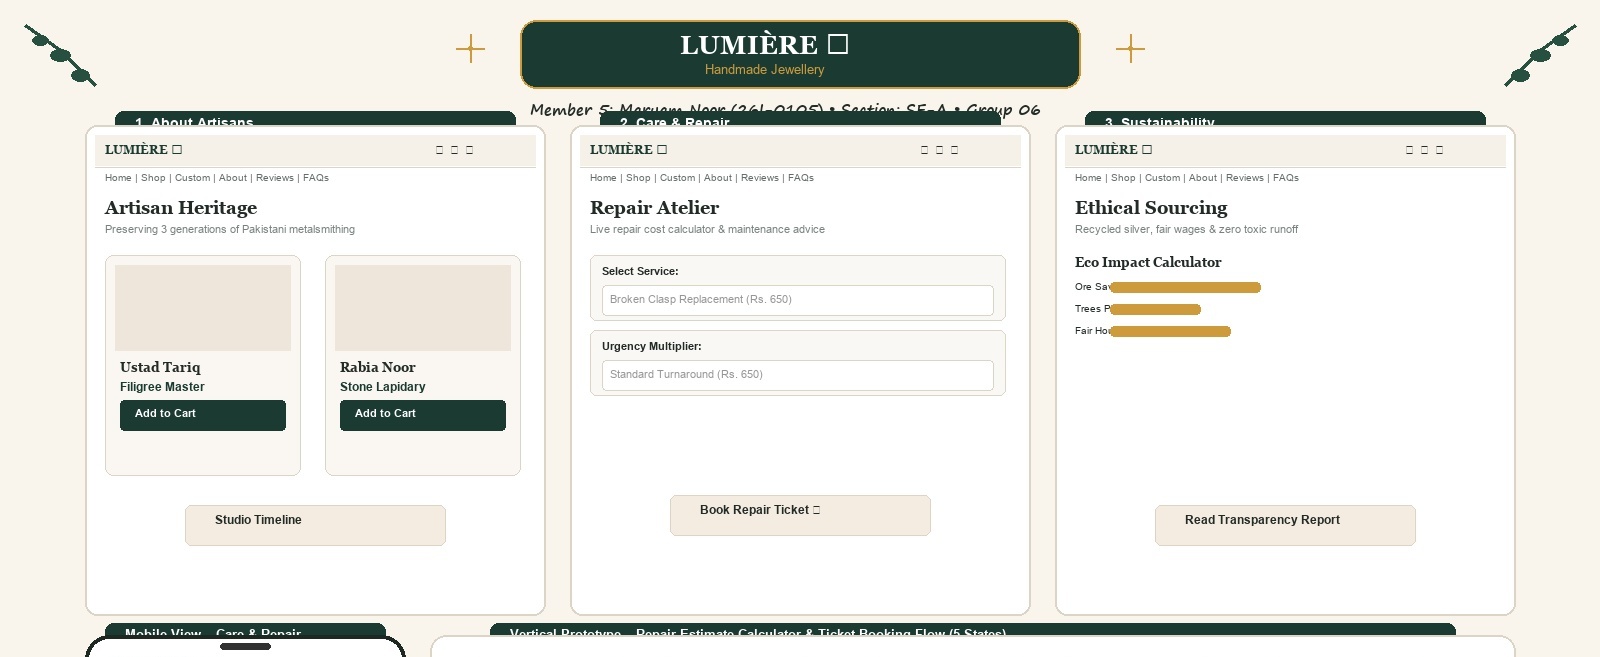 LUMIÈRE □
Handmade Jewellery
Member 5: Maryam Noor (26I-0105) • Section: SE-A • Group 06
1. About Artisans
2. Care & Repair
3. Sustainability
LUMIÈRE □ □ □ □
Home | Shop | Custom | About | Reviews | FAQs
Artisan Heritage
Preserving 3 generations of Pakistani metalsmithing
Ustad Tariq
Filigree Master
Add to Cart
Rabia Noor
Stone Lapidary
Add to Cart
Studio Timeline
LUMIÈRE □ □ □ □
Home | Shop | Custom | About | Reviews | FAQs
Repair Atelier
Live repair cost calculator & maintenance advice
Select Service:
Broken Clasp Replacement (Rs. 650)
Urgency Multiplier:
Standard Turnaround (Rs. 650)
Book Repair Ticket □
LUMIÈRE □ □ □ □
Home | Shop | Custom | About | Reviews | FAQs
Ethical Sourcing
Recycled silver, fair wages & zero toxic runoff
Eco Impact Calculator
Ore
Trees
Fair
Read Transparency Report
Mobile View – Care & Repair
Vertical Prototype – Repair Estimate Calculator & Ticket Booking Flow (5 States)